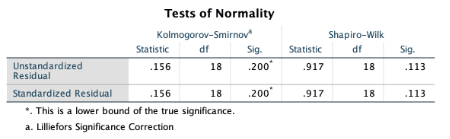 Tests of Normality
Kolmogorov-Smirnovᵃ Shapiro-Wilk
Statistic df Sig. Statistic df Sig.
Unstandardized Residual .156 18 .200* .917 18 .113
Standardized Residual .156 18 .200* .917 18 .113
*. This is a lower bound of the true significance.
a. Lilliefors Significance Correction